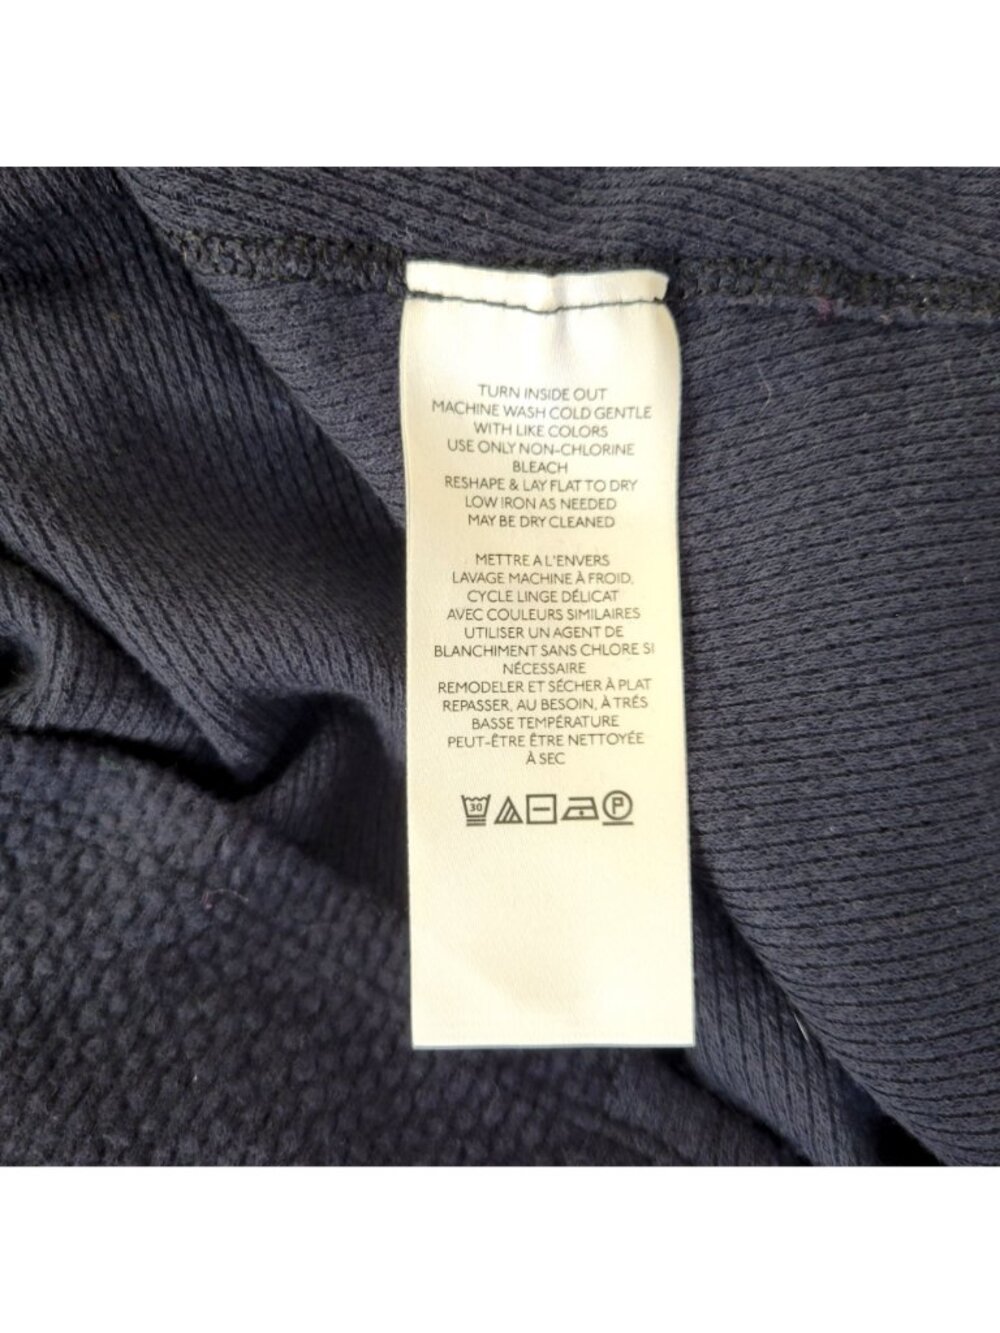 TURN INSIDE OUT
MACHINE WASH COLD GENTLE
WITH LIKE COLORS
USE ONLY NON-CHLORINE
BLEACH
RESHAPE & LAY FLAT TO DRY
LOW IRON AS NEEDED
MAY BE DRY CLEANED
METTRE A L'ENVERS
LAVAGE MACHINE À FROID,
CYCLE LINGE DÉLICAT
AVEC COULEURS SIMILAIRES
UTILISER UN AGENT DE
BLANCHIMENT SANS CHLORE SI
NÉCESSAIRE
REMODELER ET SÉCHER À PLAT
REPASSER, AU BESOIN, À TRÉS
BASSE TEMPÉRATURE
PEUT-ÊTRE ÊTRE NETTOYÉE
À SEC
30 P